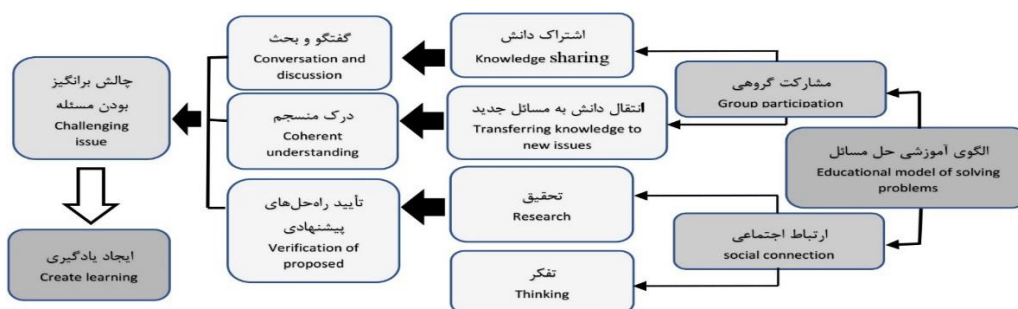 الگوی آموزشی حل مسائل
Educational model of solving
problems
مشارکت گروهی
Group participation
ارتباط اجتماعی
social connection
اشتراک دانش
Knowledge sharing
انتقال دانش به مسائل جدید
Transferring knowledge to
new issues
تحقیق
Research
تفکر
Thinking
گفتگو و بحث
Conversation and
discussion
درک منسجم
Coherent
understanding
تأیید راه‌حل‌های
پیشنهادی
Verification of
proposed
چالش برانگیز
بودن مسئله
Challenging
issue
ایجاد یادگیری
Create learning